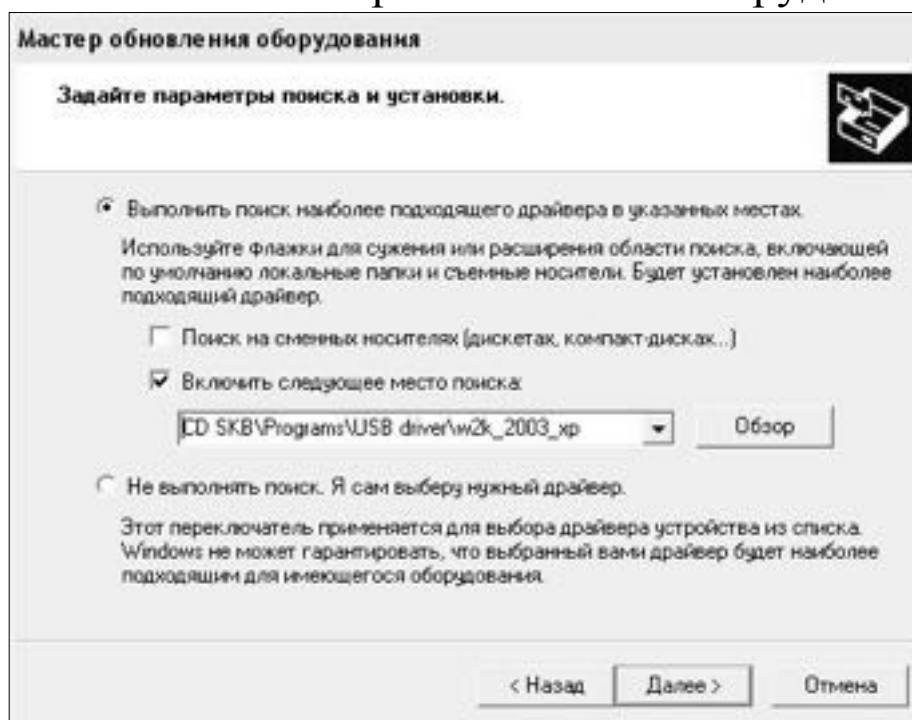 Мастер обновления оборудования
Задайте параметры поиска и установки.
Выполнить поиск наиболее подходящего драйвера в указанных местах.
Используйте флажки для сужения или расширения области поиска, включающей
по умолчанию локальные папки и съемные носители. Будет установлен наиболее
подходящий драйвер.
Поиск на сменных носителях (дискетах, компакт-дисках...)
Включить следующее место поиска:
CD SKB\Programs\USB driver\w2k_2003_xp
Обзор
Не выполнять поиск. Я сам выберу нужный драйвер.
Этот переключатель применяется для выбора драйвера устройства из списка.
Windows не может гарантировать, что выбранный вами драйвер будет наиболее
подходящим для имеющегося оборудования.
< Назад Далее > Отмена